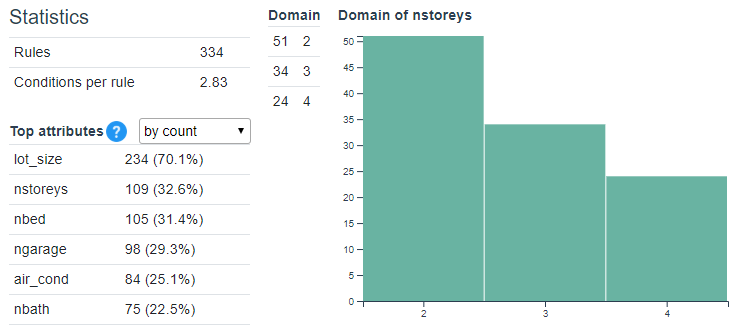 Statistics
Rules 334
Conditions per rule 2.83
Top attributes ? by count
lot_size 234 (70.1%)
nstoreys 109 (32.6%)
nbed 105 (31.4%)
ngarage 98 (29.3%)
air_cond 84 (25.1%)
nbath 75 (22.5%)
Domain
51 2
34 3
24 4
Domain of nstoreys
50
45
40
35
30
25
20
15
10
5
0
2 3 4